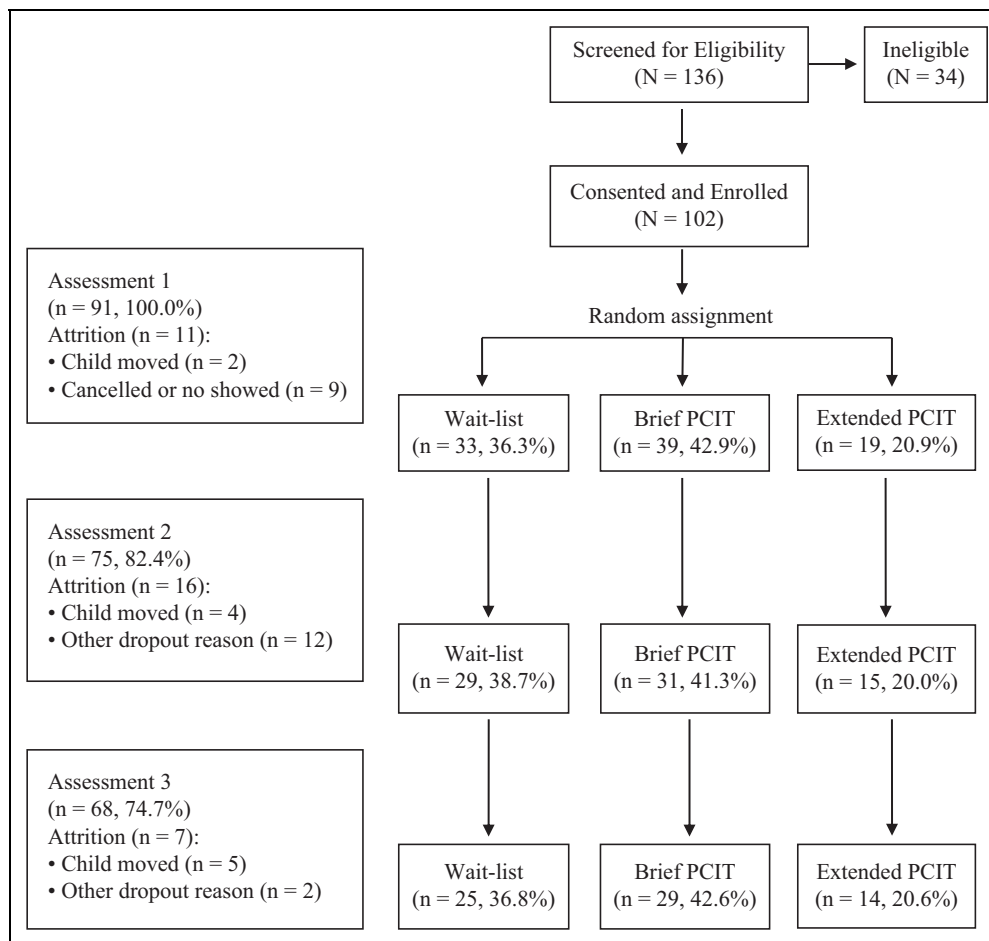 Screened for Eligibility
(N = 136)
Ineligible
(N = 34)
Consented and Enrolled
(N = 102)
Assessment 1
(n = 91, 100.0%)
Attrition (n = 11):
• Child moved (n = 2)
• Cancelled or no showed (n = 9)
Random assignment
Wait-list
(n = 33, 36.3%)
Brief PCIT
(n = 39, 42.9%)
Extended PCIT
(n = 19, 20.9%)
Assessment 2
(n = 75, 82.4%)
Attrition (n = 16):
• Child moved (n = 4)
• Other dropout reason (n = 12)
Wait-list
(n = 29, 38.7%)
Brief PCIT
(n = 31, 41.3%)
Extended PCIT
(n = 15, 20.0%)
Assessment 3
(n = 68, 74.7%)
Attrition (n = 7):
• Child moved (n = 5)
• Other dropout reason (n = 2)
Wait-list
(n = 25, 36.8%)
Brief PCIT
(n = 29, 42.6%)
Extended PCIT
(n = 14, 20.6%)